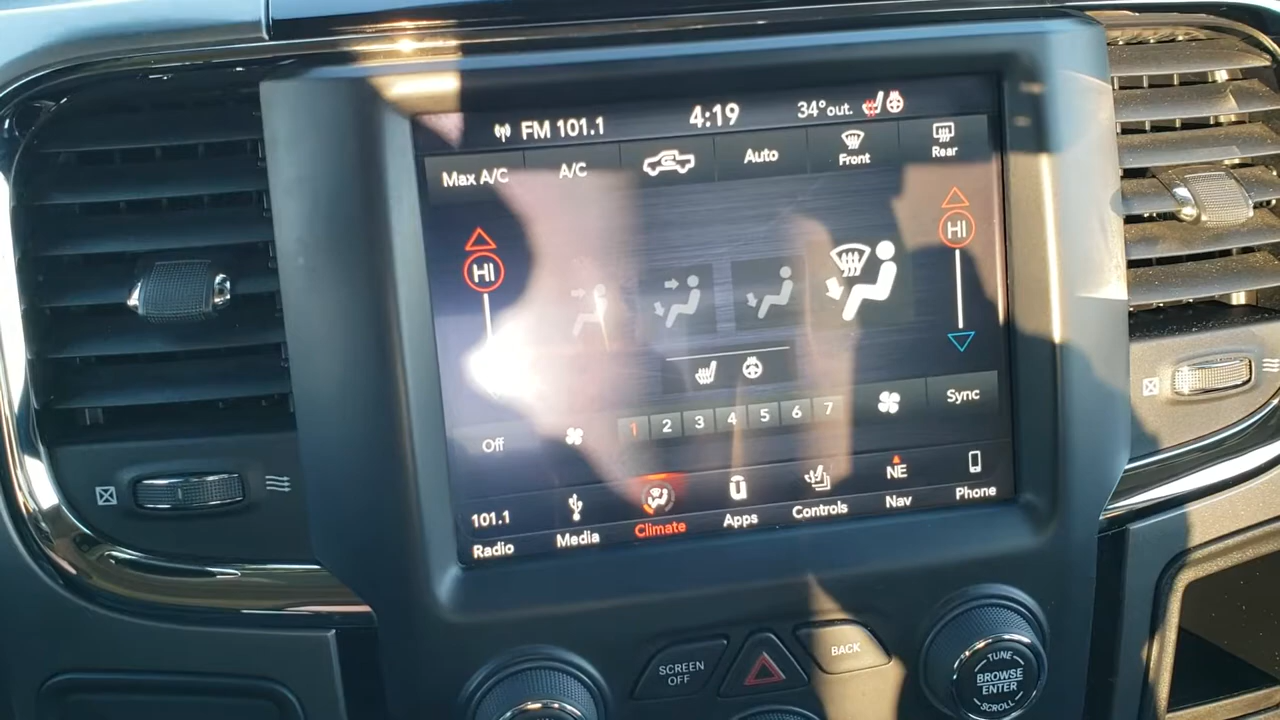 FM 101.1 4:19 34° out.
Max A/C A/C Auto Front Rear
HI HI
Off 1 2 3 4 5 6 7 Sync
101.1 NE
Radio Media Climate Apps Controls Nav Phone
SCREEN
OFF
BACK
TUNE
BROWSE
ENTER
SCROLL